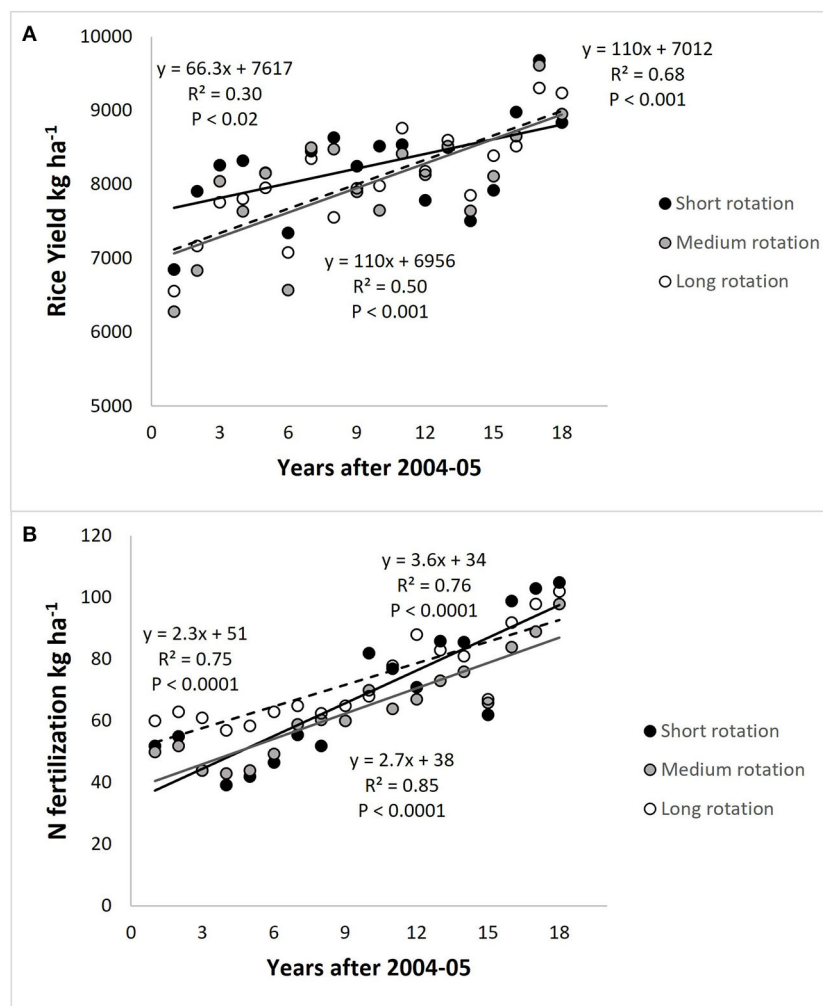 A
10000
9000
8000
7000
6000
5000
Rice Yield kg ha⁻¹
y = 66.3x + 7617
R² = 0.30
P < 0.02
y = 110x + 7012
R² = 0.68
P < 0.001
y = 110x + 6956
R² = 0.50
P < 0.001
Short rotation
Medium rotation
Long rotation
0 3 6 9 12 15 18
Years after 2004-05
B
120
100
80
60
40
20
0
N fertilization kg ha⁻¹
y = 3.6x + 34
R² = 0.76
P < 0.0001
y = 2.3x + 51
R² = 0.75
P < 0.0001
y = 2.7x + 38
R² = 0.85
P < 0.0001
Short rotation
Medium rotation
Long rotation
0 3 6 9 12 15 18
Years after 2004-05